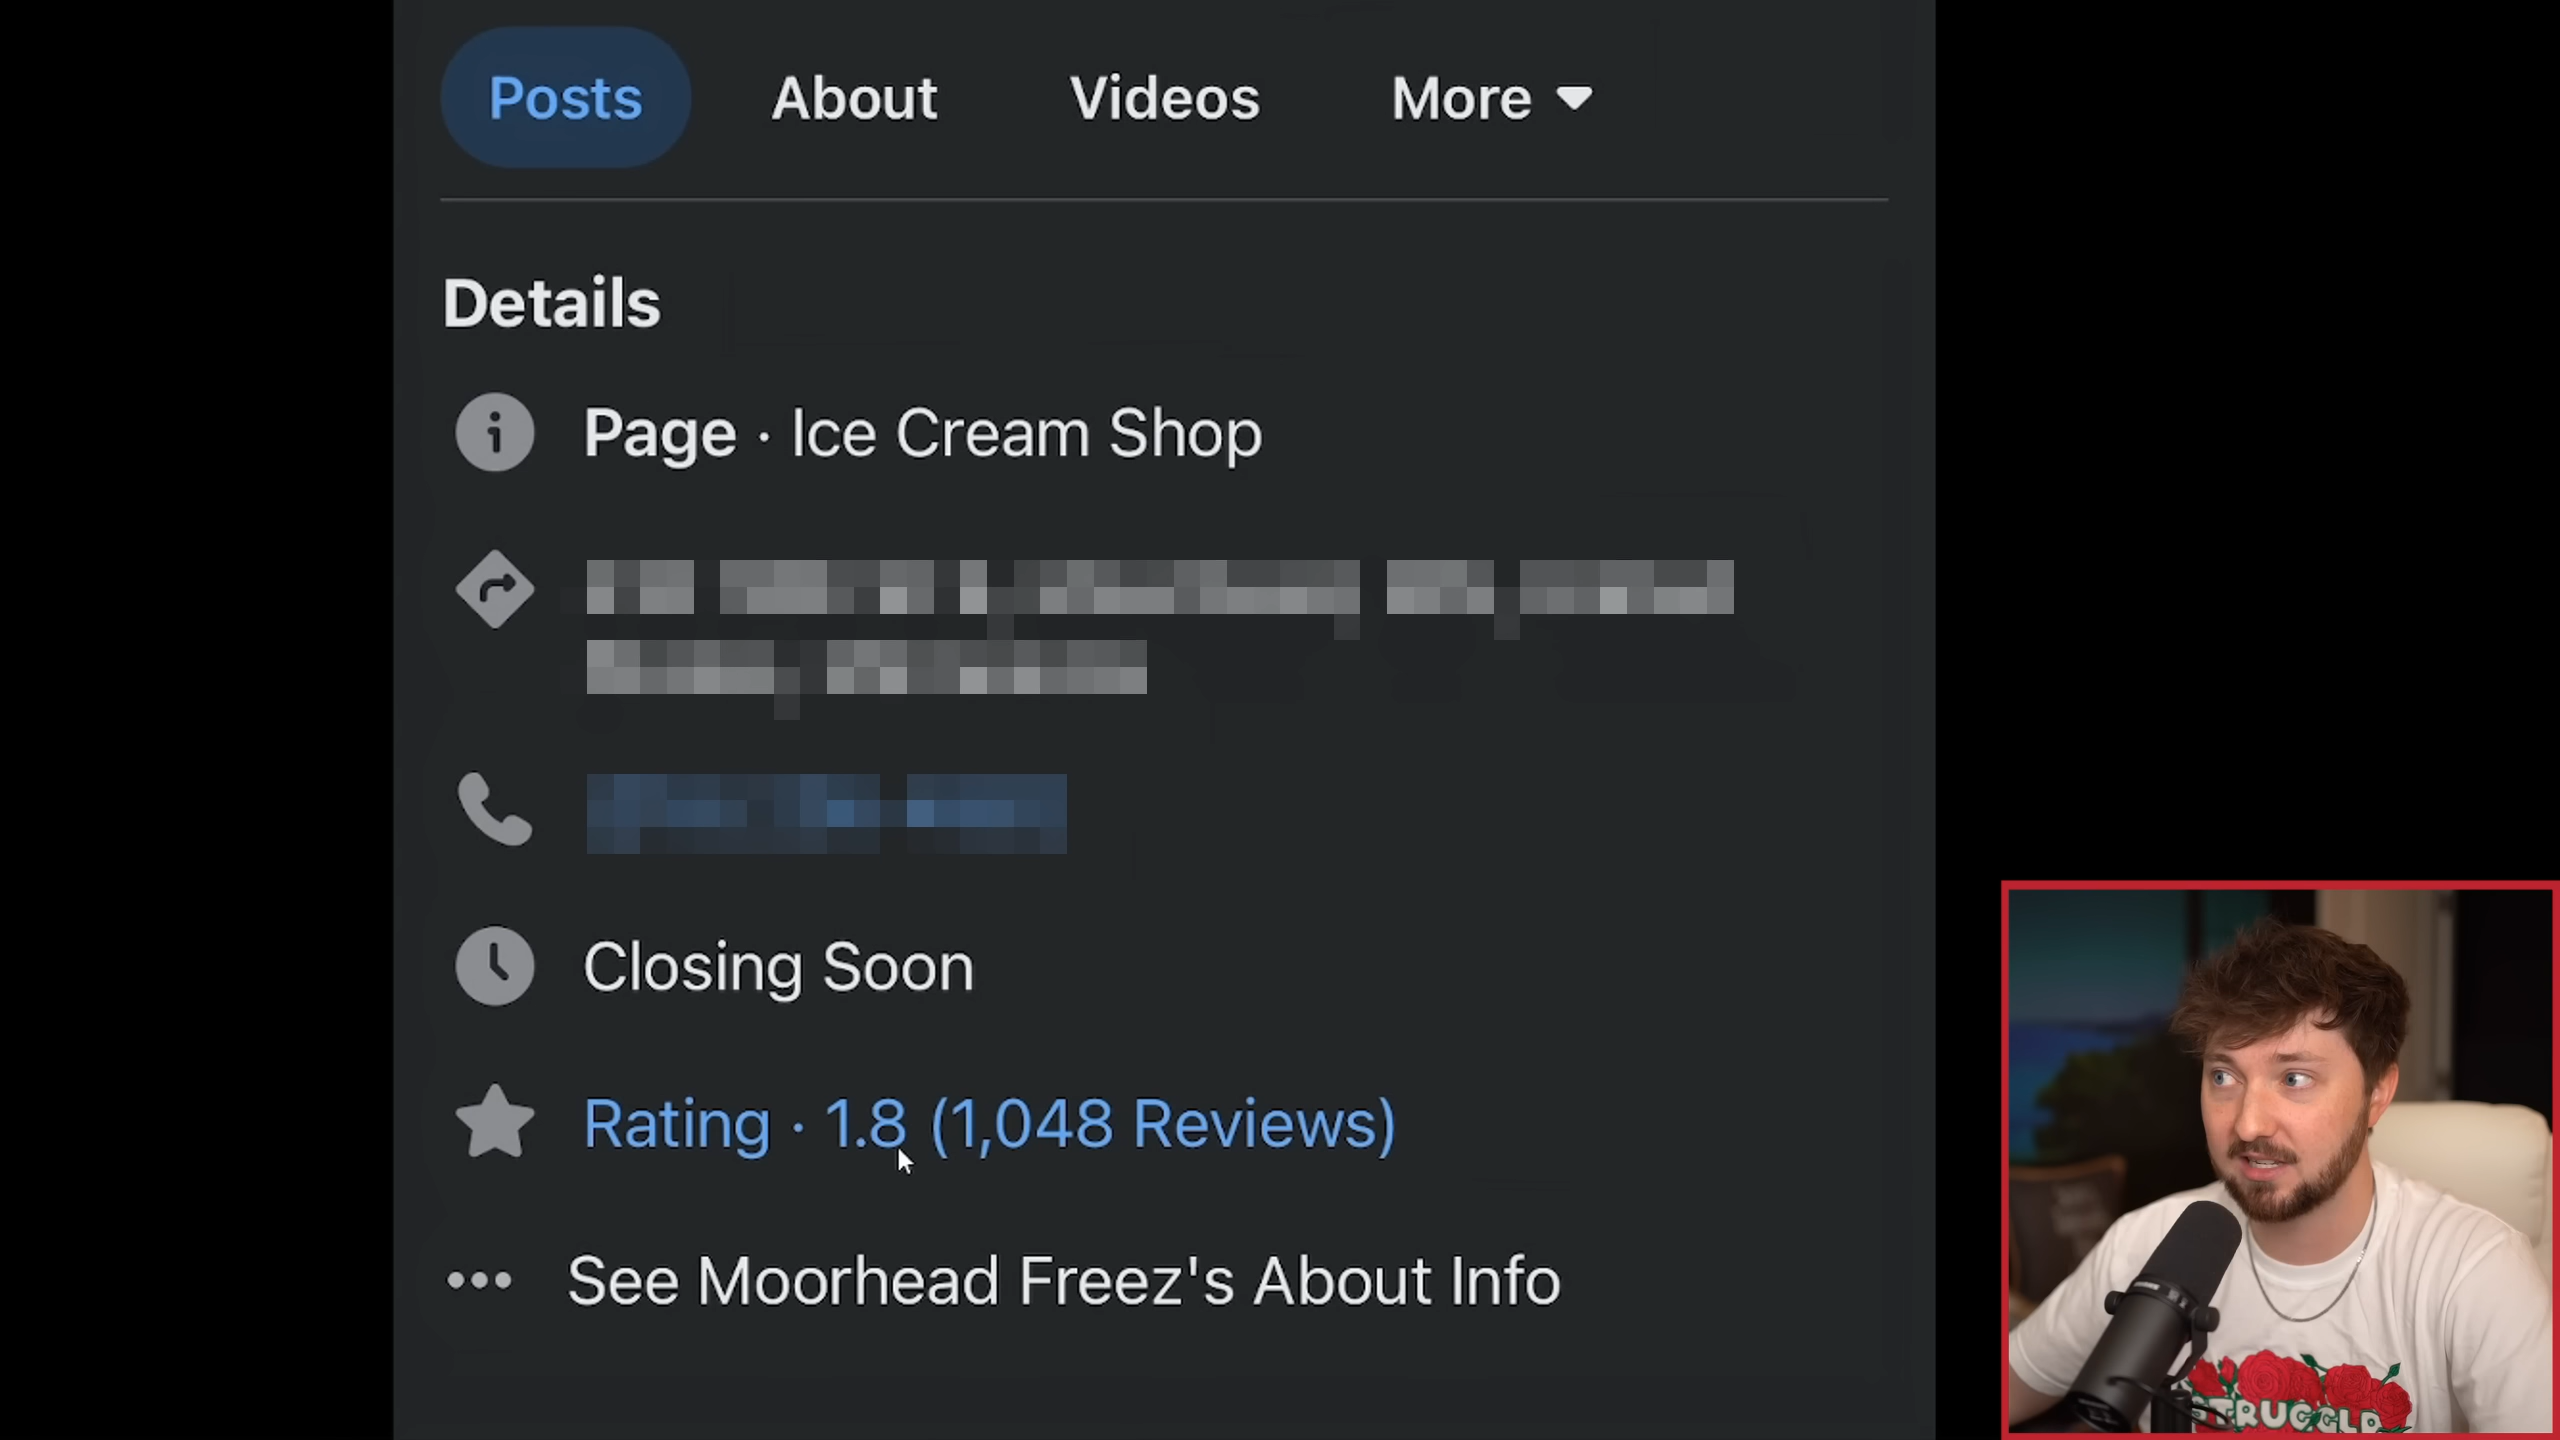 Posts About Videos More
Details
Page · Ice Cream Shop
Closing Soon
Rating · 1.8 (1,048 Reviews)
See Moorhead Freez's About Info
STRUGGLE